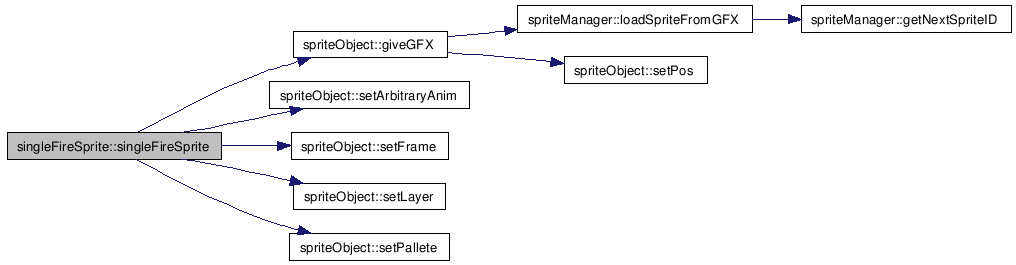 singleFireSprite::singleFireSprite
spriteObject::giveGFX
spriteManager::loadSpriteFromGFX
spriteManager::getNextSpriteID
spriteObject::setPos
spriteObject::setArbitraryAnim
spriteObject::setFrame
spriteObject::setLayer
spriteObject::setPallete